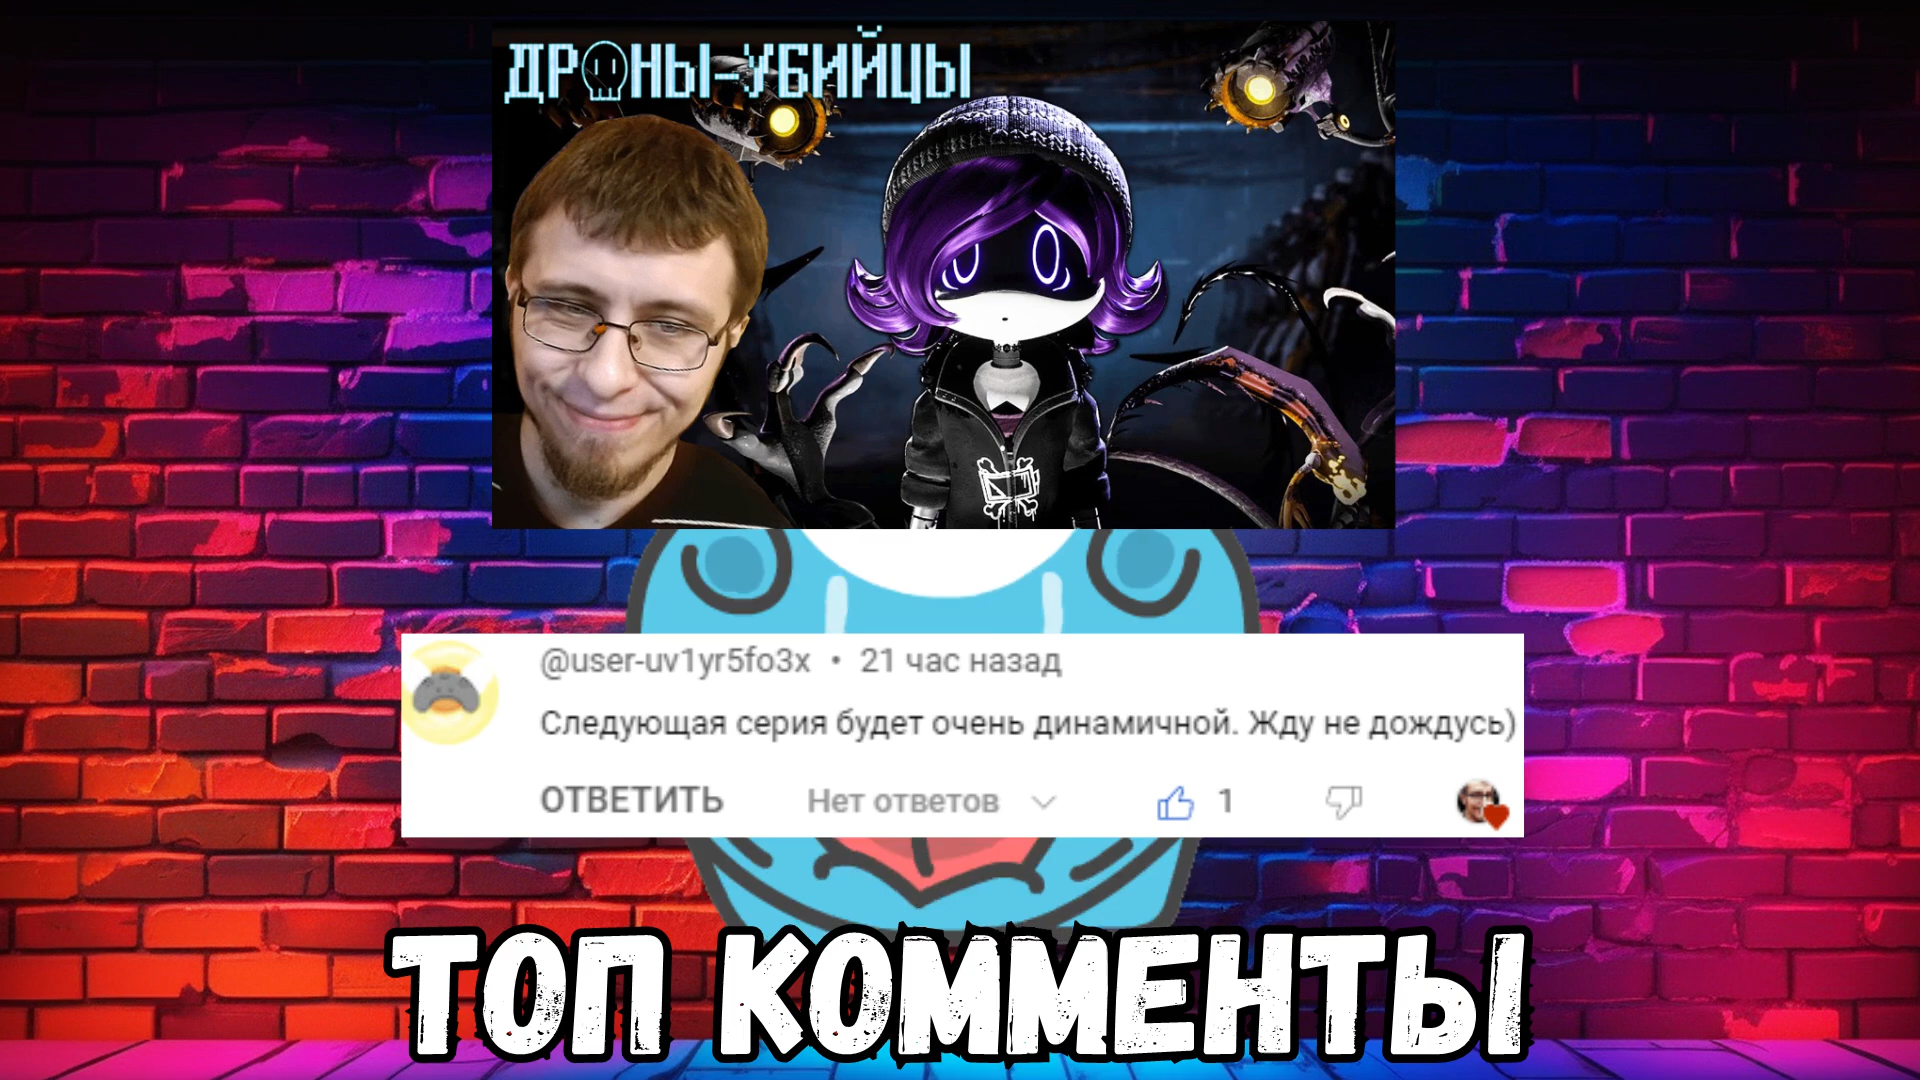 ДРОНЫ-УБИЙЦЫ
@user-uv1yr5fo3x • 21 час назад
Следующая серия будет очень динамичной. Жду не дождусь)
ОТВЕТИТЬ Нет ответов 1
ТОП КОММЕНТЫ